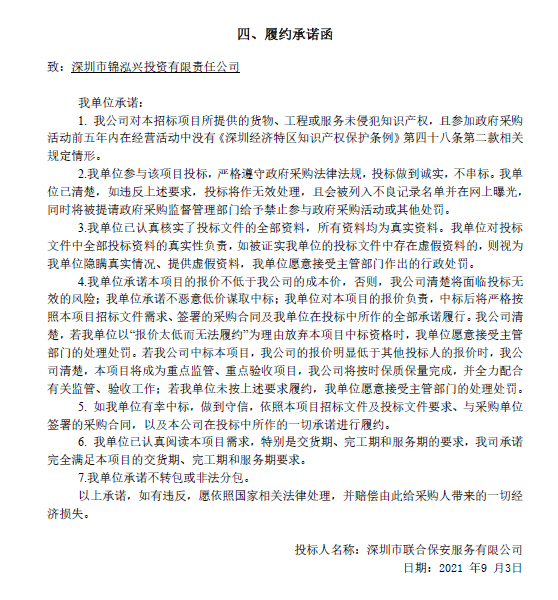 四、履约承诺函
致：深圳市锦泓兴投资有限责任公司
我单位承诺：
1. 我公司对本招标项目所提供的货物、工程或服务未侵犯知识产权，且参加政府采购
活动前五年内在经营活动中没有《深圳经济特区知识产权保护条例》第四十八条第二款相关
规定情形。
2.我单位参与该项目投标，严格遵守政府采购法律法规，投标做到诚实，不串标。我单
位已清楚，如违反上述要求，投标将作无效处理，且会被列入不良记录名单并在网上曝光，
同时将被提请政府采购监督管理部门给予禁止参与政府采购活动或其他处罚。
3.我单位已认真核实了投标文件的全部资料，所有资料均为真实资料。我单位对投标
文件中全部投标资料的真实性负责，如被证实我单位的投标文件中存在虚假资料的，则视为
我单位隐瞒真实情况、提供虚假资料，我单位愿意接受主管部门作出的行政处罚。
4.我单位承诺本项目的报价不低于我公司的成本价，否则，我公司清楚将面临投标无
效的风险；我单位承诺不恶意低价谋取中标；我单位对本项目的报价负责，中标后将严格按
照本项目招标文件需求、签署的采购合同及我单位在投标中所作的全部承诺履行。我公司清
楚，若我单位以“报价太低而无法履约”为理由放弃本项目中标资格时，我单位愿意接受主管
部门的处理处罚。若我公司中标本项目，我公司的报价明显低于其他投标人的报价时，我公
司清楚，本项目将成为重点监管、重点验收项目，我公司将按时保质保量完成，并全力配合
有关监管、验收工作；若我单位未按上述要求履约，我单位愿意接受主管部门的处理处罚。
5. 如我单位有幸中标，做到守信，依照本项目招标文件及投标文件要求、与采购单位
签署的采购合同，以及本公司在投标中所作的一切承诺进行履约。
6. 我单位已认真阅读本项目需求，特别是交货期、完工期和服务期的要求，我司承诺
完全满足本项目的交货期、完工期和服务期要求。
7.我单位承诺不转包或非法分包。
以上承诺，如有违反，愿依照国家相关法律处理，并赔偿由此给采购人带来的一切经
济损失。
投标人名称：深圳市联合保安服务有限公司
日期：2021 年9 月3日